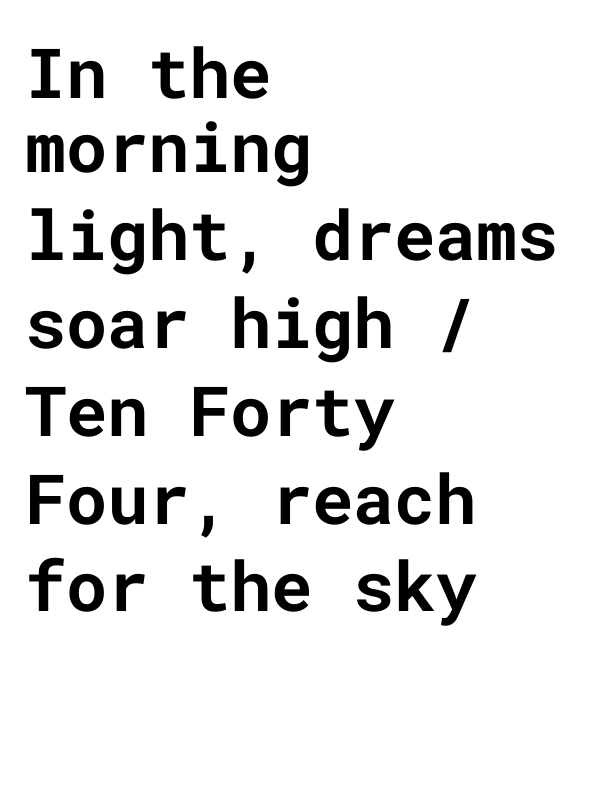 In the
morning
light, dreams
soar high /
Ten Forty
Four, reach
for the sky